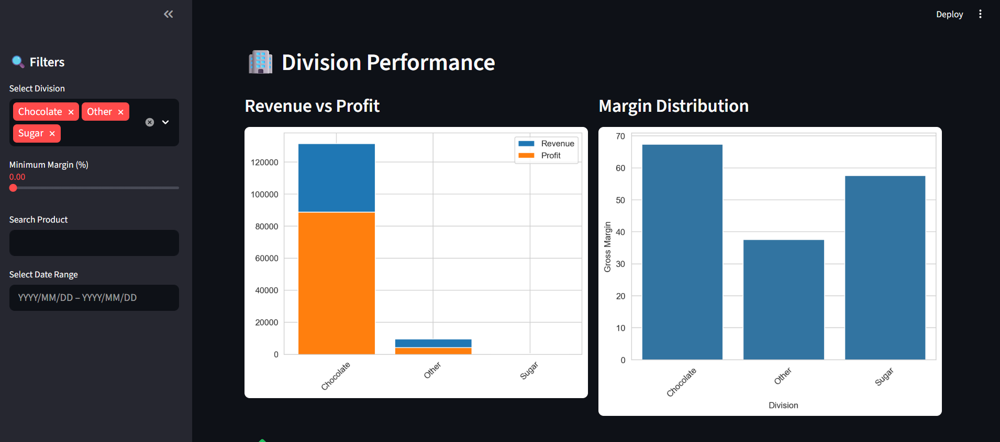 Deploy
Filters
Select Division
Chocolate × Other ×
Sugar ×
Minimum Margin (%)
0.00
Search Product
Select Date Range
YYYY/MM/DD – YYYY/MM/DD
Division Performance
Revenue vs Profit
Revenue
Profit
120000
100000
80000
60000
40000
20000
0
Chocolate
Other
Sugar
Margin Distribution
70
60
50
40
30
20
10
0
Gross Margin
Chocolate
Other
Sugar
Division